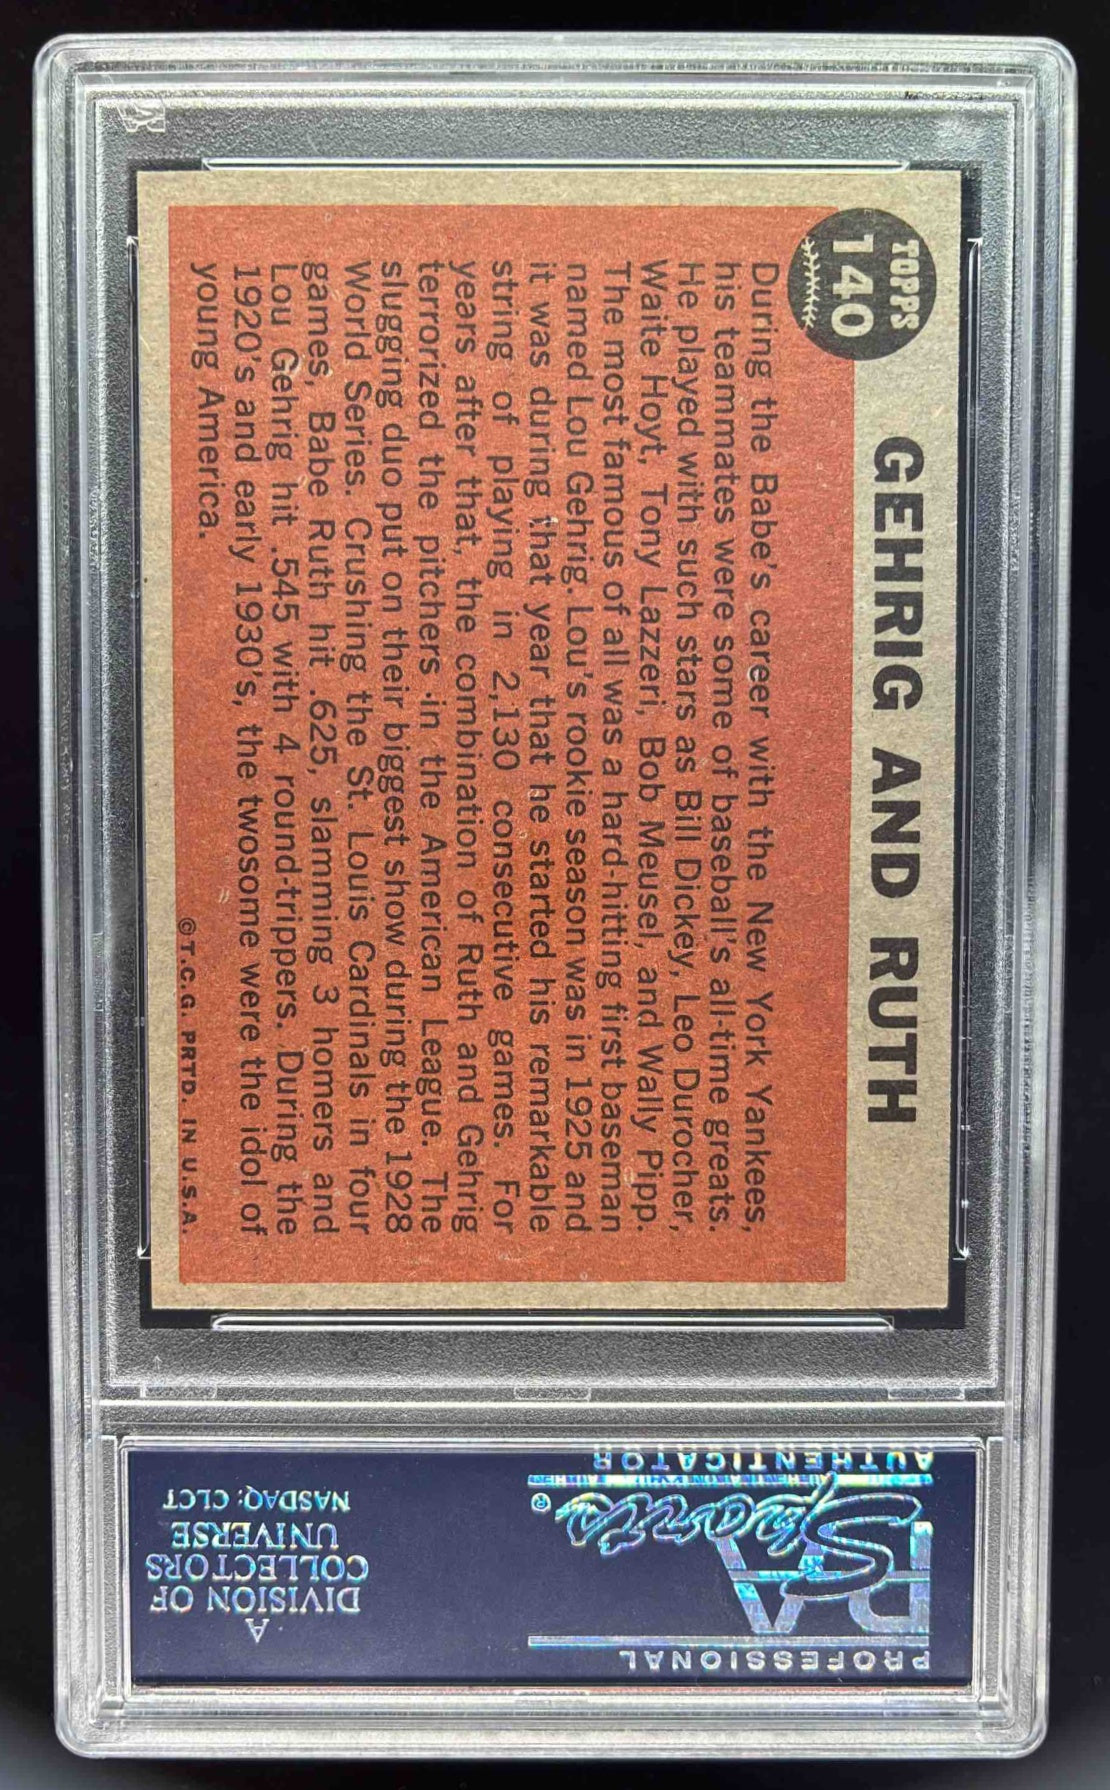 TOPPS
140
GEHRIG AND RUTH
During the Babe's career with the New York Yankees,
his teammates were some of baseball's all-time greats.
He played with such stars as Bill Dickey, Leo Durocher,
Waite Hoyt, Tony Lazzeri, Bob Meusel, and Wally Pipp.
The most famous of all was a hard-hitting first baseman
named Lou Gehrig. Lou's rookie season was in 1925 and
it was during that year that he started his remarkable
string of playing in 2,130 consecutive games. For
years after that, the combination of Ruth and Gehrig
terrorized the pitchers in the American League. The
slugging duo put on their biggest show during the 1928
World Series. Crushing the St. Louis Cardinals in four
games, Babe Ruth hit .625, slamming 3 homers and
Lou Gehrig hit .545 with 4 round-trippers. During the
1920's and early 1930's, the twosome were the idol of
young America.
©T.C.G. PRTD. IN U.S.A.
PROFESSIONAL
PSA
Sports
®
AUTHENTICATOR
A
DIVISION OF
COLLECTORS
UNIVERSE
NASDAQ: CLCT